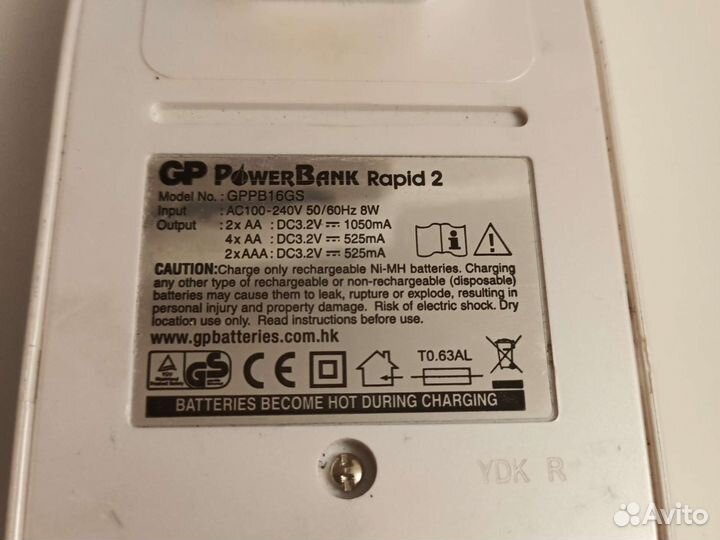 GP POWERBANK Rapid 2
Model No. : GPPB16GS
Input : AC100-240V 50/60Hz 8W
Output : 2x AA : DC3.2V ⎓ 1050mA
4x AA : DC3.2V ⎓ 525mA
2xAAA : DC3.2V ⎓ 525mA
CAUTION:Charge only rechargeable Ni-MH batteries. Charging
any other type of rechargeable or non-rechargeable (disposable)
batteries may cause them to leak, rupture or explode, resulting in
personal injury and property damage. Risk of electric shock. Dry
location use only. Read instructions before use.
www.gpbatteries.com.hk
TÜV GS CE T0.63AL
BATTERIES BECOME HOT DURING CHARGING
YDK R
Avito